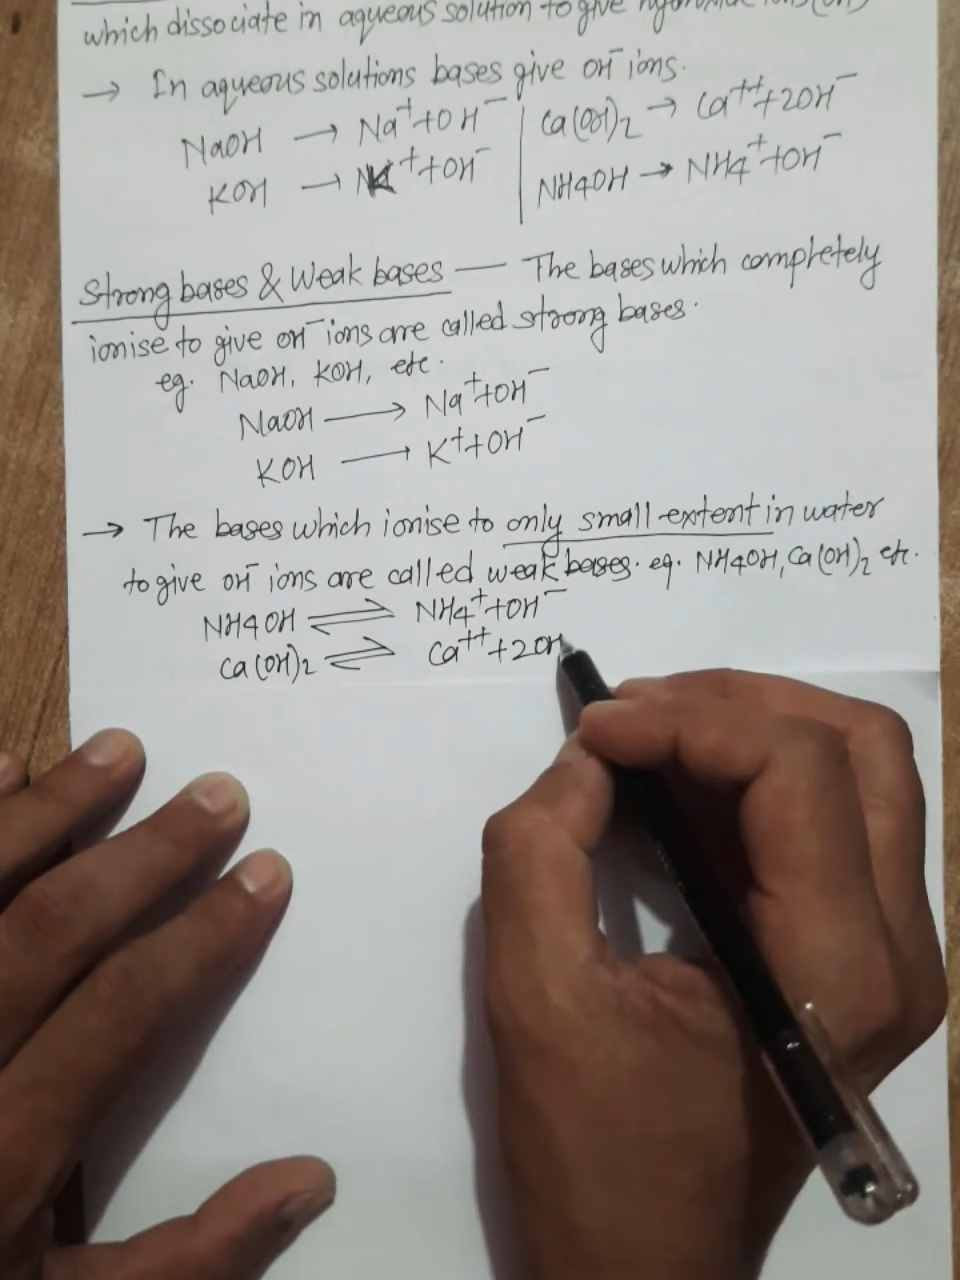 which dissociate in aqueous solution to give
→ In aqueous solutions bases give OH⁻ ions.
NaOH → Na⁺+OH⁻
KOH → K⁺+OH⁻
Ca(OH)₂ → Ca⁺⁺+2OH⁻
NH4OH → NH4⁺+OH⁻
Strong bases & Weak bases — The bases which completely
ionise to give OH⁻ ions are called strong bases.
eg. NaOH, KOH, etc.
NaOH → Na⁺+OH⁻
KOH → K⁺+OH⁻
→ The bases which ionise to only small extent in water
to give OH⁻ ions are called weak bases. eg. NH4OH, Ca(OH)₂ etc.
NH4OH ⇌ NH4⁺+OH⁻
Ca(OH)₂ ⇌ Ca⁺⁺+2OH